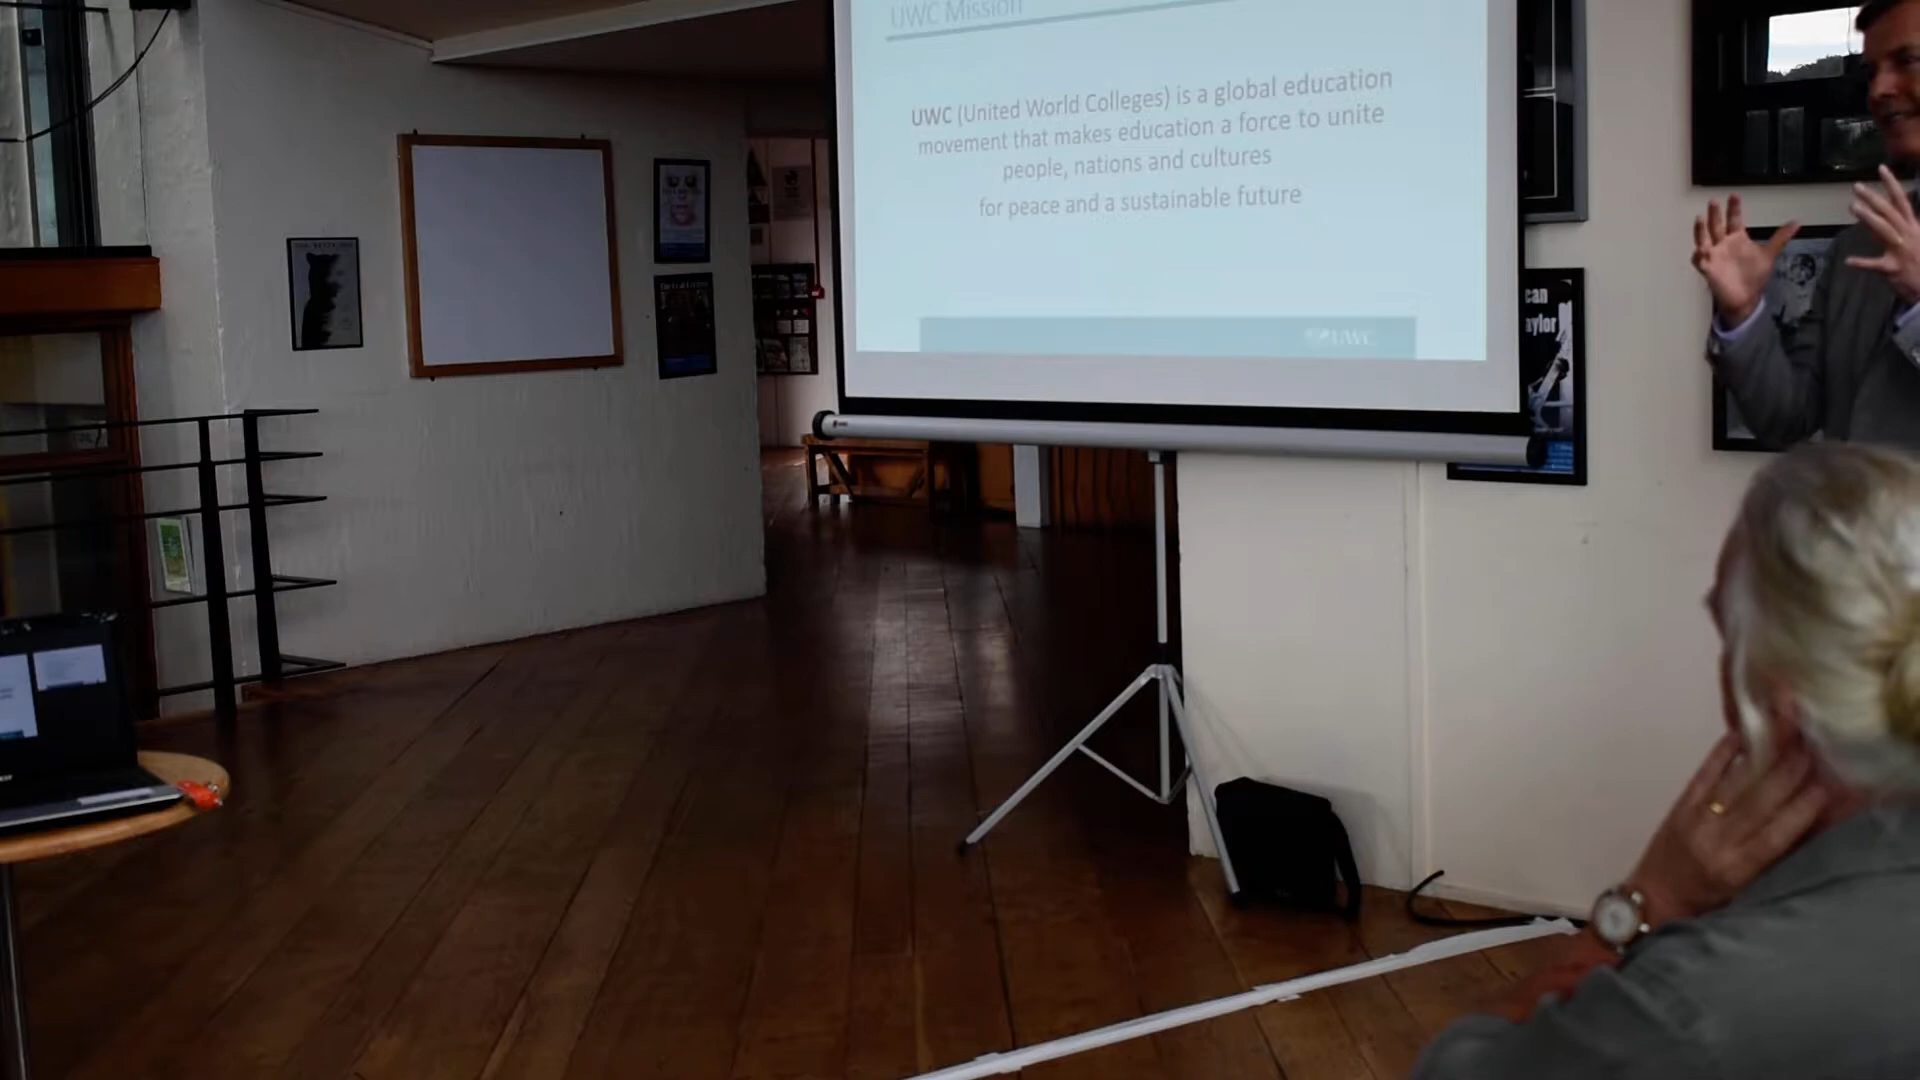 UWC Mission
UWC (United World Colleges) is a global education
movement that makes education a force to unite
people, nations and cultures
for peace and a sustainable future
UWC
can
aylor